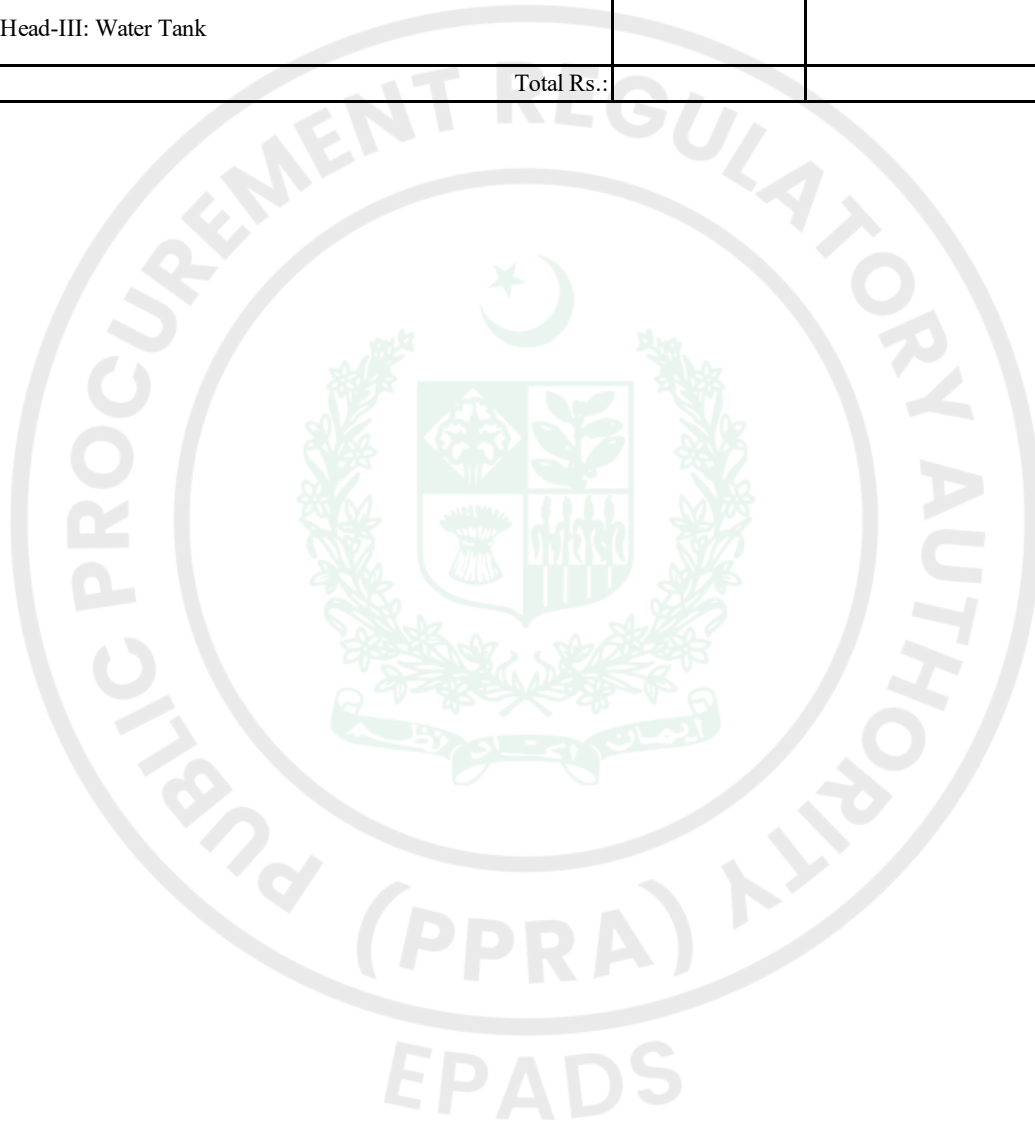 Head-III: Water Tank
Total Rs.:
PUBLIC PROCUREMENT REGULATORY AUTHORITY
(PPRA)
EPADS